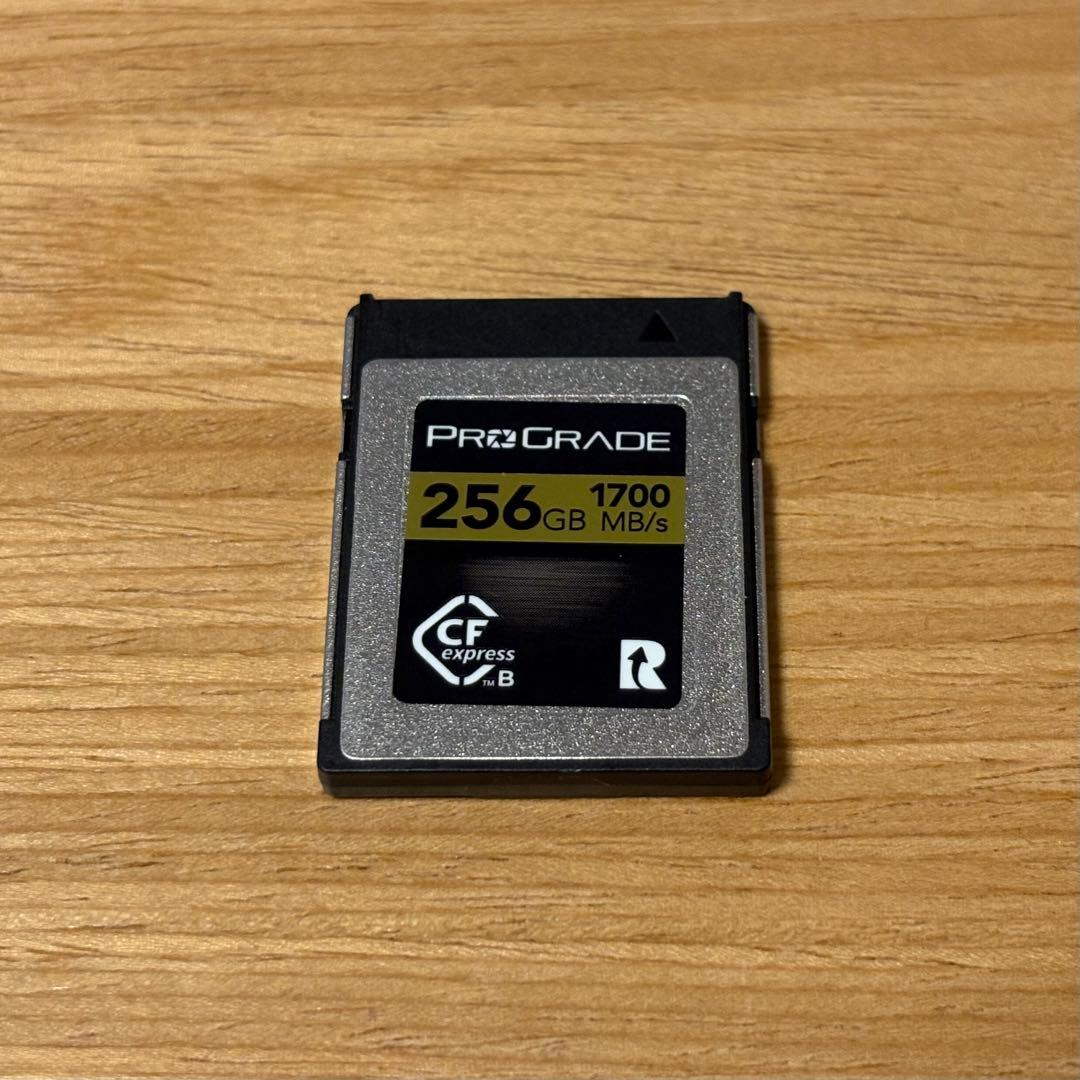 PROGRADE
256GB 1700 MB/s
CF express
™ B
R